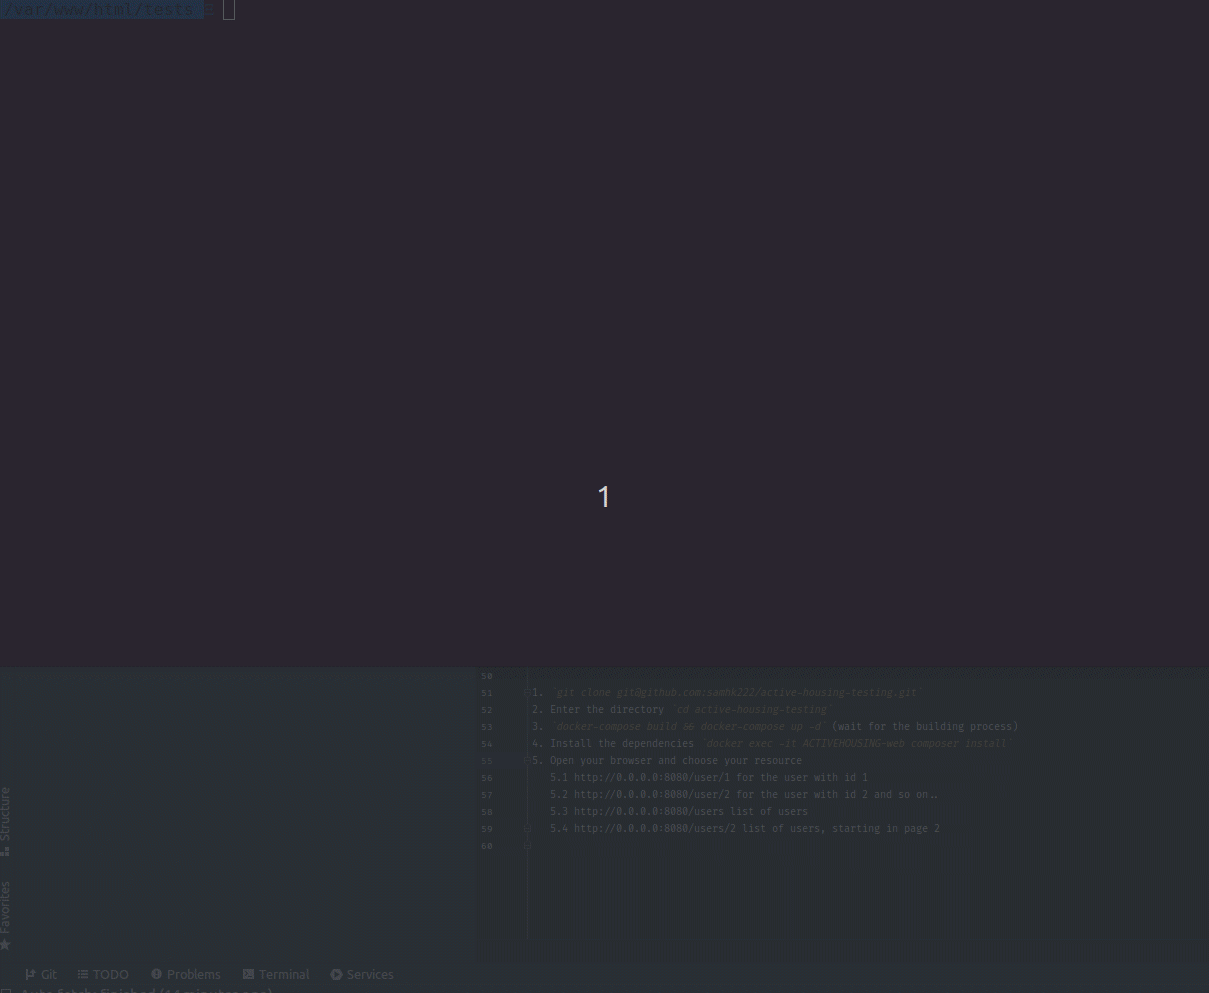 /var/www/html/tests
1
50
51 1. `git clone git@github.com:samhk222/active-housing-testing.git`
52 2. Enter the directory `cd active-housing-testing`
53 3. `docker-compose build && docker-compose up -d` (wait for the building process)
54 4. Install the dependencies `docker exec -it ACTIVEHOUSING-web composer install`
55 5. Open your browser and choose your resource
56 5.1 http://0.0.0.0:8080/user/1 for the user with id 1
57 5.2 http://0.0.0.0:8080/user/2 for the user with id 2 and so on..
58 5.3 http://0.0.0.0:8080/users list of users
59 5.4 http://0.0.0.0:8080/users/2 list of users, starting in page 2
60
Structure
Favorites
Git TODO Problems Terminal Services
Auto fetch: finished